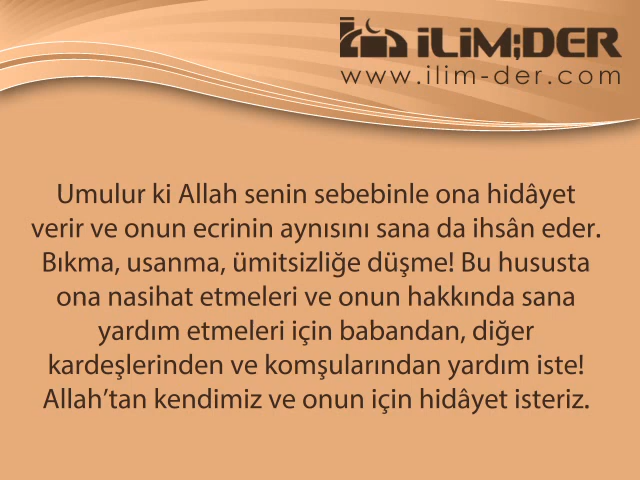 İLİM;DER
www.ilim-der.com
Umulur ki Allah senin sebebinle ona hidâyet
verir ve onun ecrinin aynısını sana da ihsân eder.
Bıkma, usanma, ümitsizliğe düşme! Bu hususta
ona nasihat etmeleri ve onun hakkında sana
yardım etmeleri için babandan, diğer
kardeşlerinden ve komşularından yardım iste!
Allah’tan kendimiz ve onun için hidâyet isteriz.